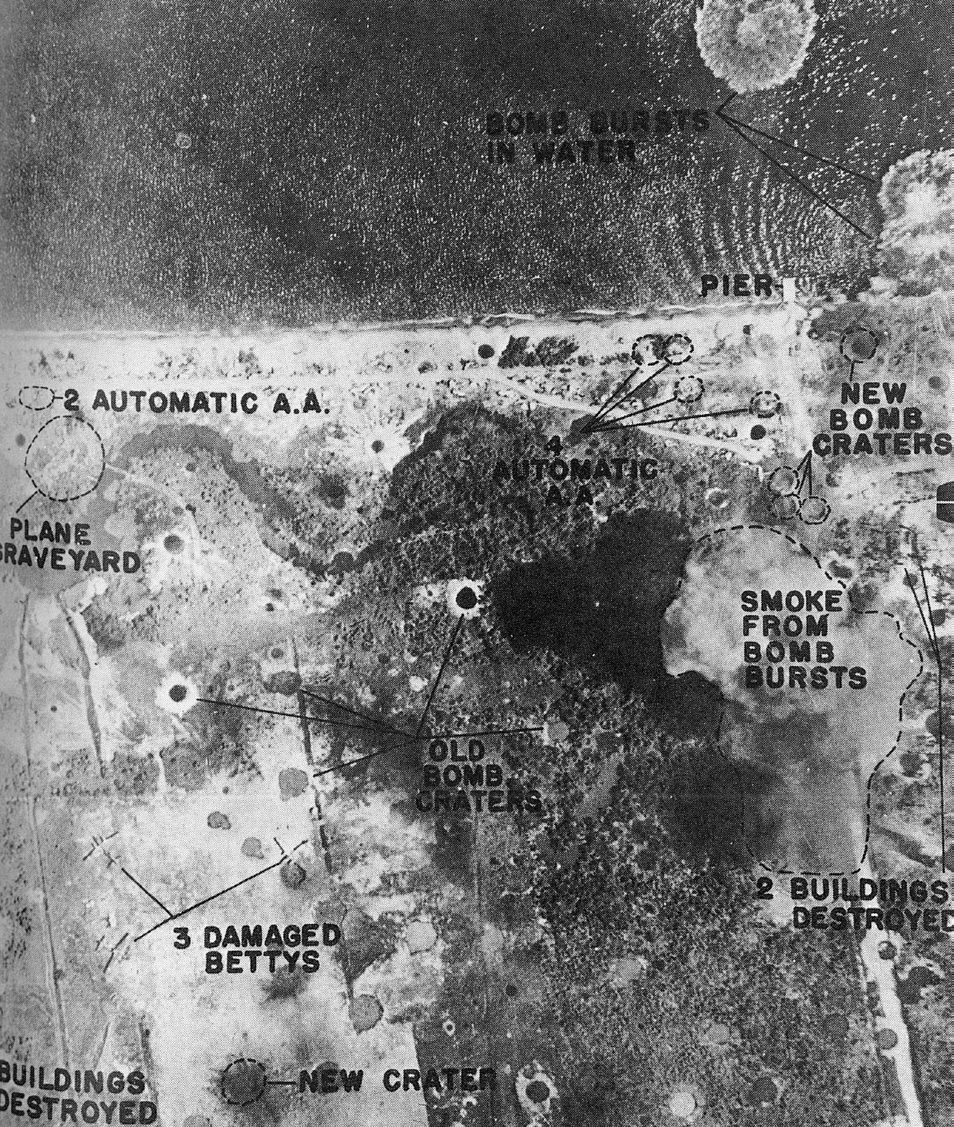 BOMB BURSTS
IN WATER
PIER
2 AUTOMATIC A.A.
NEW
BOMB
CRATERS
4
AUTOMATIC
A.A.
PLANE
GRAVEYARD
SMOKE
FROM
BOMB
BURSTS
OLD
BOMB
CRATERS
2 BUILDINGS
DESTROYED
3 DAMAGED
BETTYS
BUILDINGS
DESTROYED
NEW CRATER